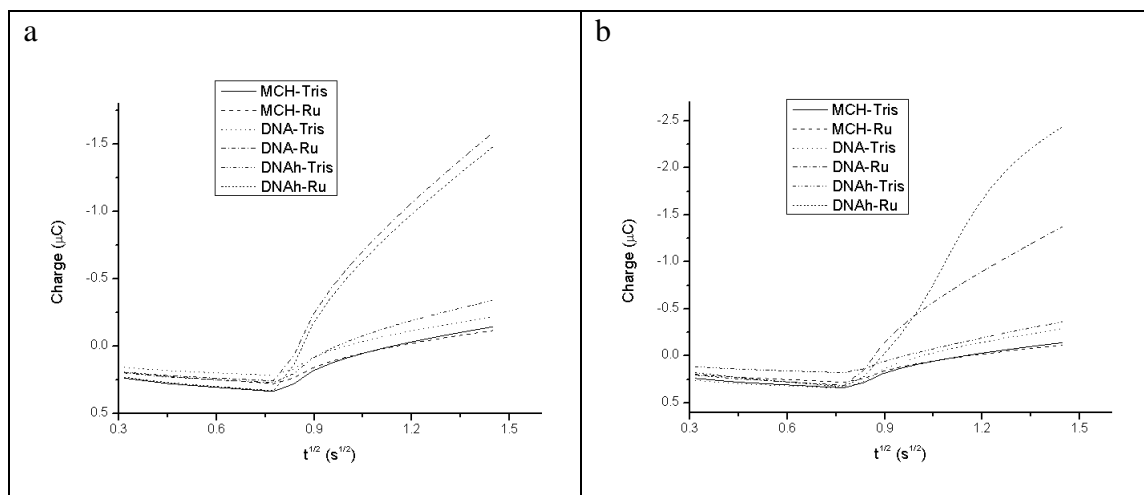 a
MCH-Tris
MCH-Ru
DNA-Tris
DNA-Ru
DNAh-Tris
DNAh-Ru
-1.5
-1.0
-0.5
0.0
0.5
Charge (μC)
0.3 0.6 0.9 1.2 1.5
t1/2 (s1/2)
b
MCH-Tris
MCH-Ru
DNA-Tris
DNA-Ru
DNAh-Tris
DNAh-Ru
-2.5
-2.0
-1.5
-1.0
-0.5
0.0
0.5
Charge (μC)
0.3 0.6 0.9 1.2 1.5
t1/2 (s1/2)